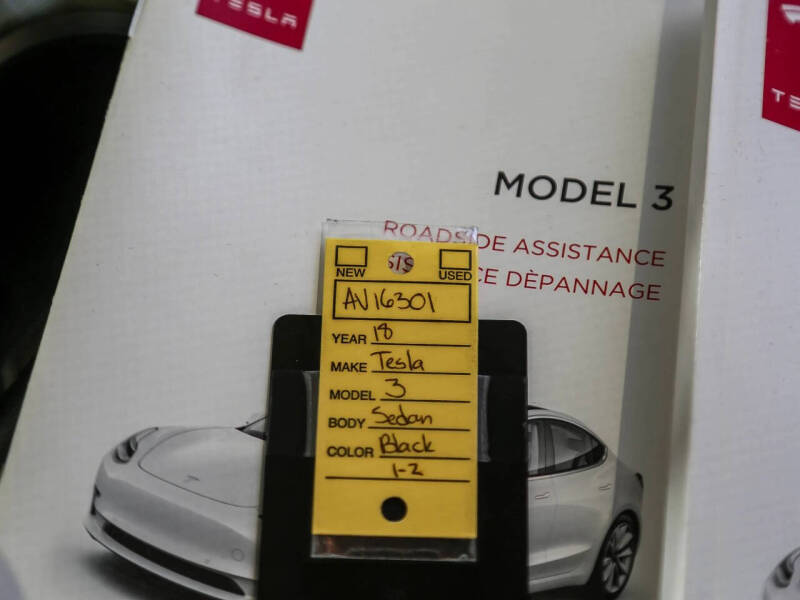 TESLA
MODEL 3
ROADSIDE ASSISTANCE
CE DÈPANNAGE
NEW
USED
AV16301
YEAR 18
MAKE Tesla
MODEL 3
BODY Sedan
COLOR Black
1-2